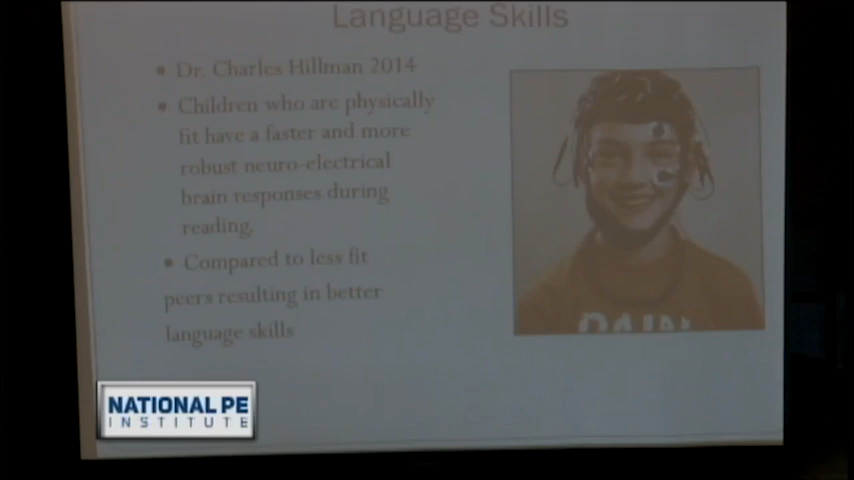 Language Skills
• Dr. Charles Hillman 2014
• Children who are physically
fit have a faster and more
robust neuro-electrical
brain responses during
reading.
• Compared to less fit
peers resulting in better
language skills
NATIONAL PE
INSTITUTE